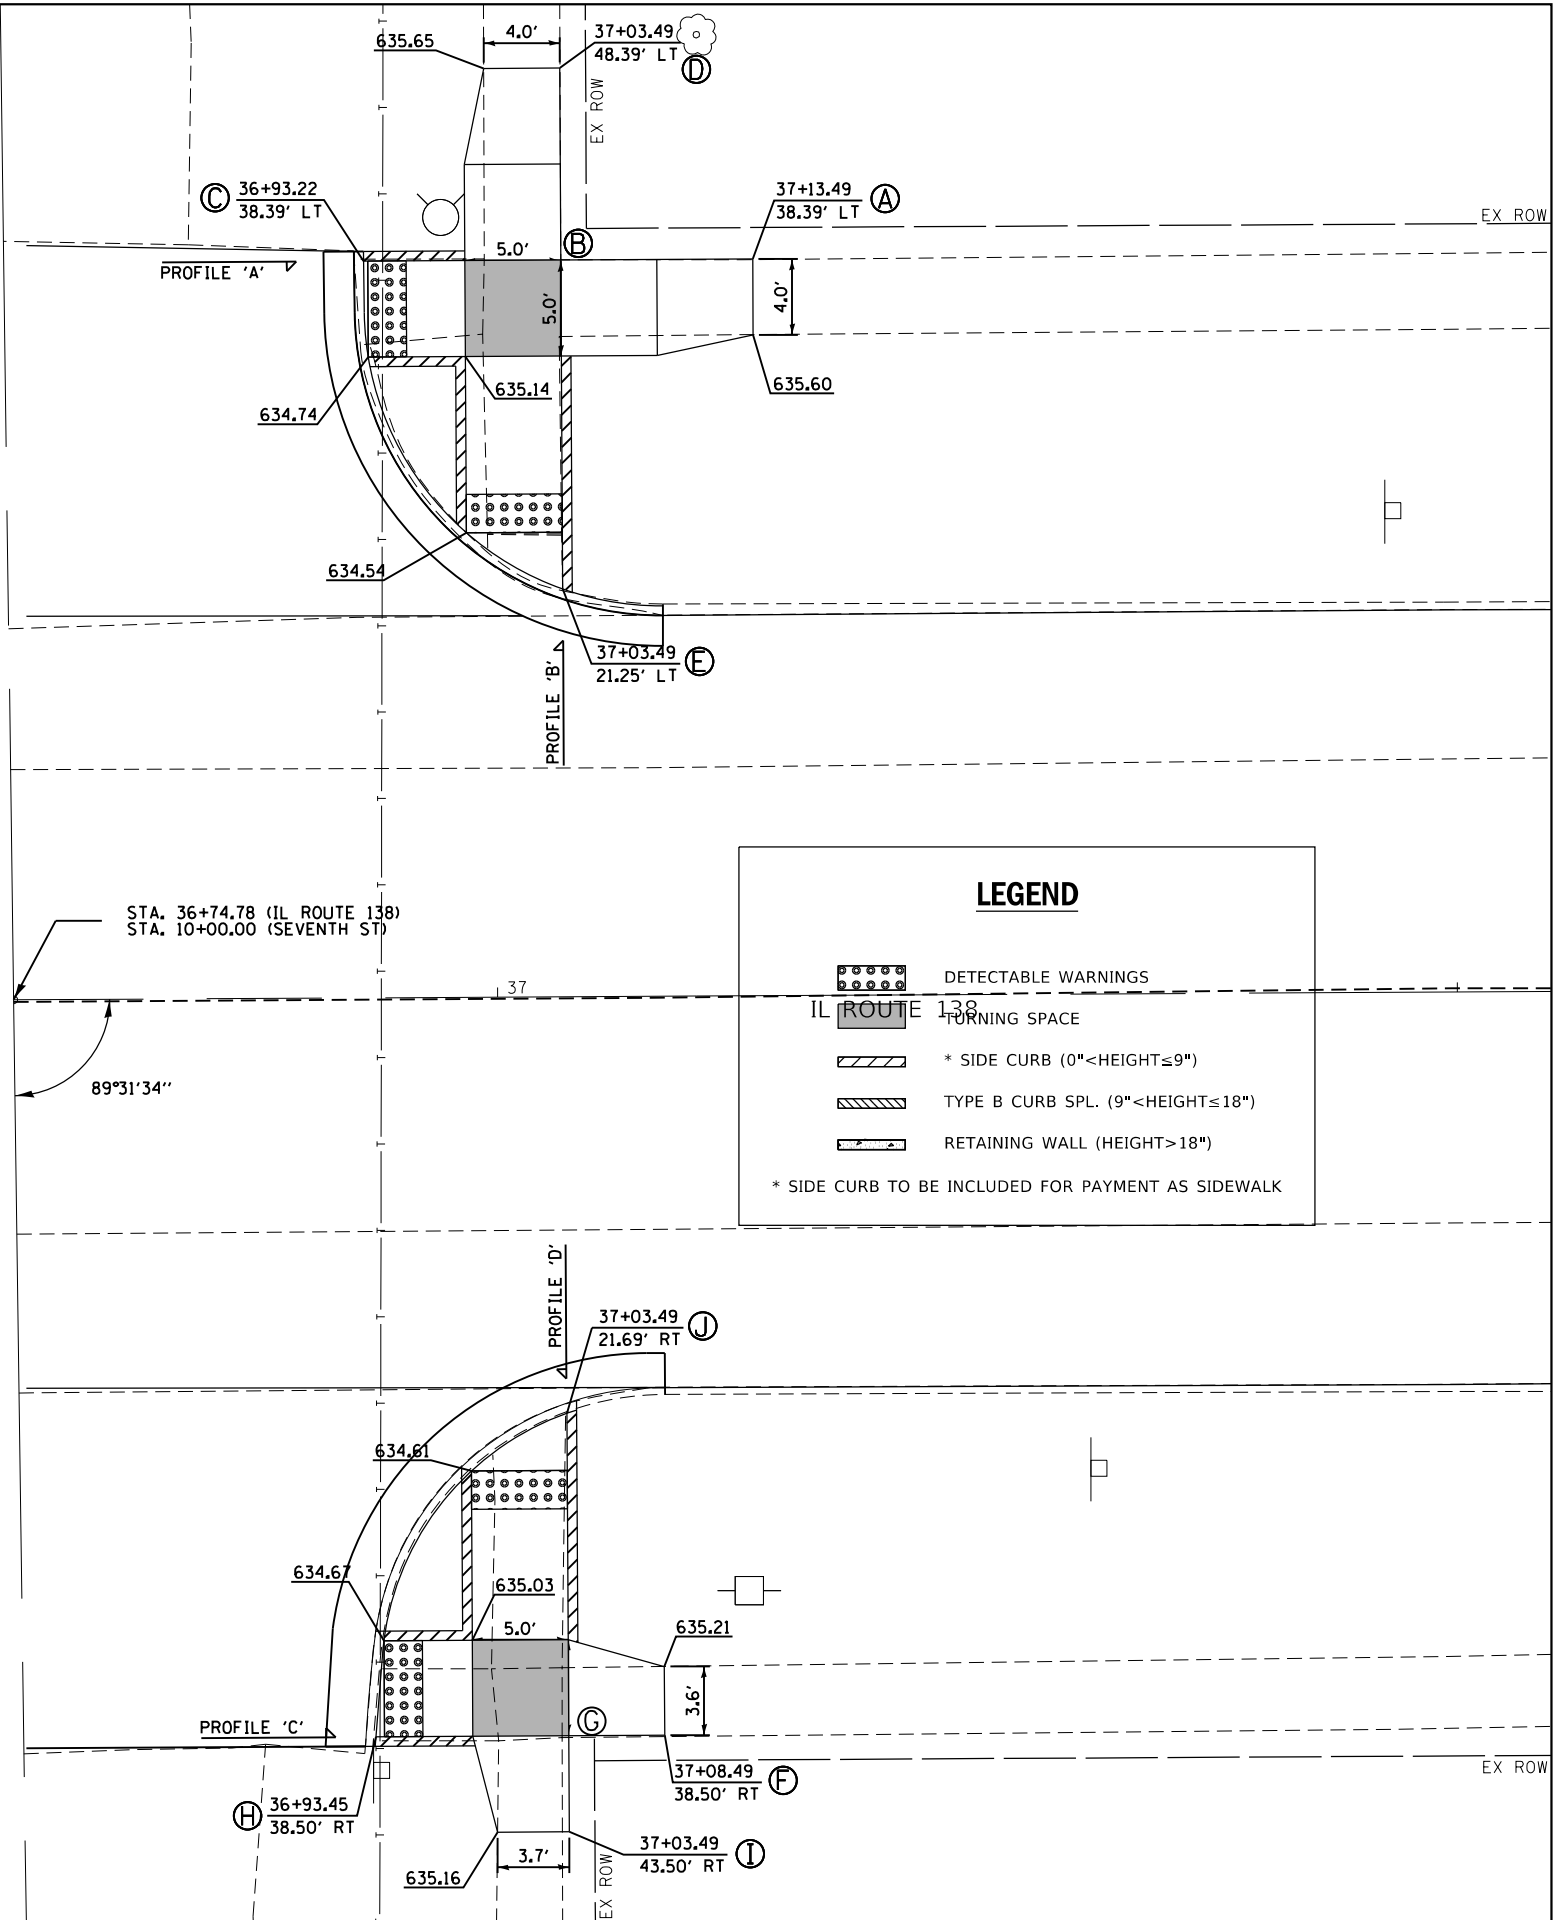 635.65
4.0'
37+03.49
48.39' LT
D
EX ROW
C
36+93.22
38.39' LT
37+13.49
38.39' LT
A
EX ROW
PROFILE 'A'
5.0'
B
5.0'
4.0'
635.14
635.60
634.74
634.54
37+03.49
21.25' LT
E
PROFILE 'B'
STA. 36+74.78 (IL ROUTE 138)
STA. 10+00.00 (SEVENTH ST)
37
89°31'34''
IL ROUTE 138
LEGEND
DETECTABLE WARNINGS
TURNING SPACE
* SIDE CURB (0"<HEIGHT≤9")
TYPE B CURB SPL. (9"<HEIGHT≤18")
RETAINING WALL (HEIGHT>18")
* SIDE CURB TO BE INCLUDED FOR PAYMENT AS SIDEWALK
PROFILE 'D'
37+03.49
21.69' RT
J
634.61
634.67
635.03
5.0'
635.21
3.6'
PROFILE 'C'
G
37+08.49
38.50' RT
F
EX ROW
H
36+93.45
38.50' RT
37+03.49
43.50' RT
I
3.7'
635.16
EX ROW